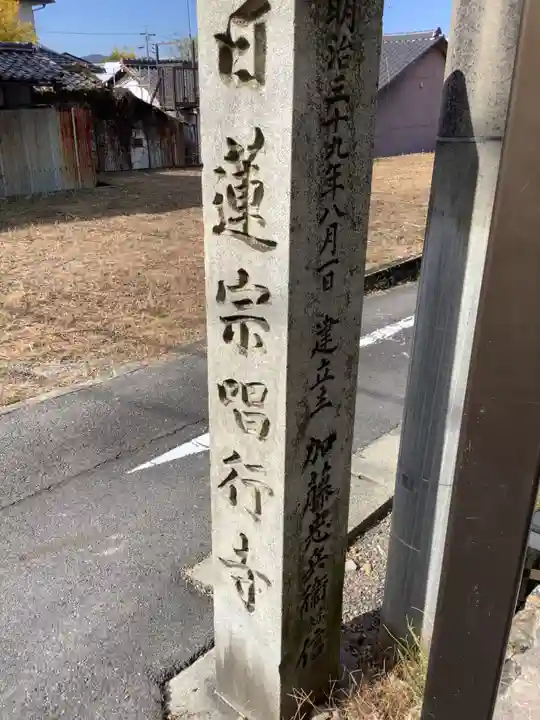 日蓮宗唱行寺
明治三十九年八月一日 建立主 加藤忠兵衛